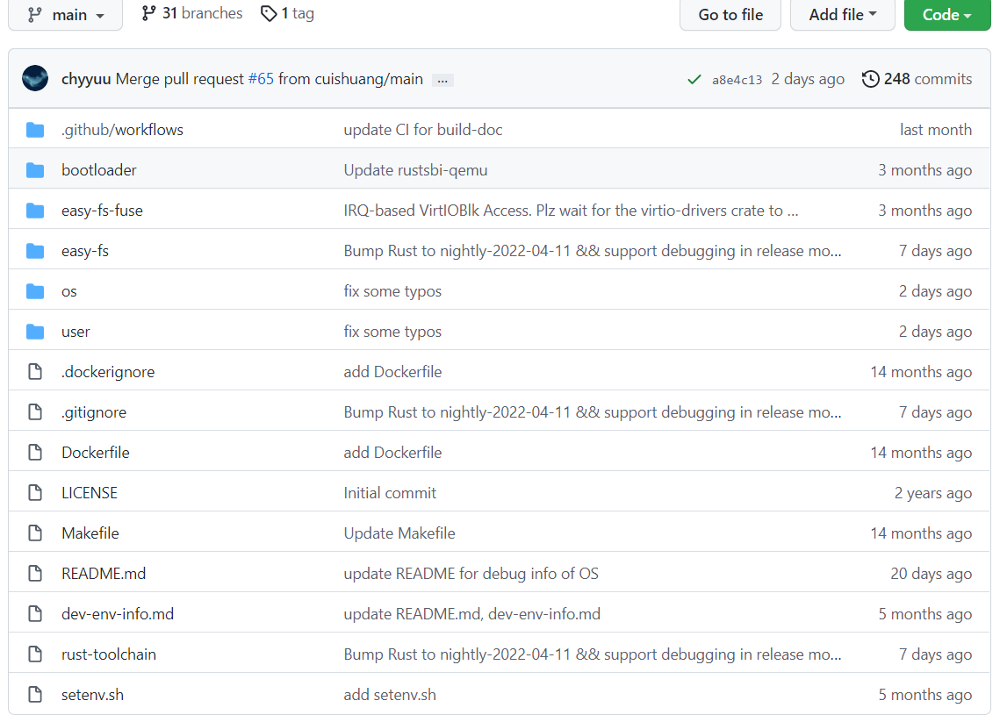 main 31 branches 1 tag Go to file Add file Code
chyyuu Merge pull request #65 from cuishuang/main ... a8e4c13 2 days ago 248 commits
.github/workflows update CI for build-doc last month
bootloader Update rustsbi-qemu 3 months ago
easy-fs-fuse IRQ-based VirtIOBlk Access. Plz wait for the virtio-drivers crate to ... 3 months ago
easy-fs Bump Rust to nightly-2022-04-11 && support debugging in release mo... 7 days ago
os fix some typos 2 days ago
user fix some typos 2 days ago
.dockerignore add Dockerfile 14 months ago
.gitignore Bump Rust to nightly-2022-04-11 && support debugging in release mo... 7 days ago
Dockerfile add Dockerfile 14 months ago
LICENSE Initial commit 2 years ago
Makefile Update Makefile 14 months ago
README.md update README for debug info of OS 20 days ago
dev-env-info.md update README.md, dev-env-info.md 5 months ago
rust-toolchain Bump Rust to nightly-2022-04-11 && support debugging in release mo... 7 days ago
setenv.sh add setenv.sh 5 months ago